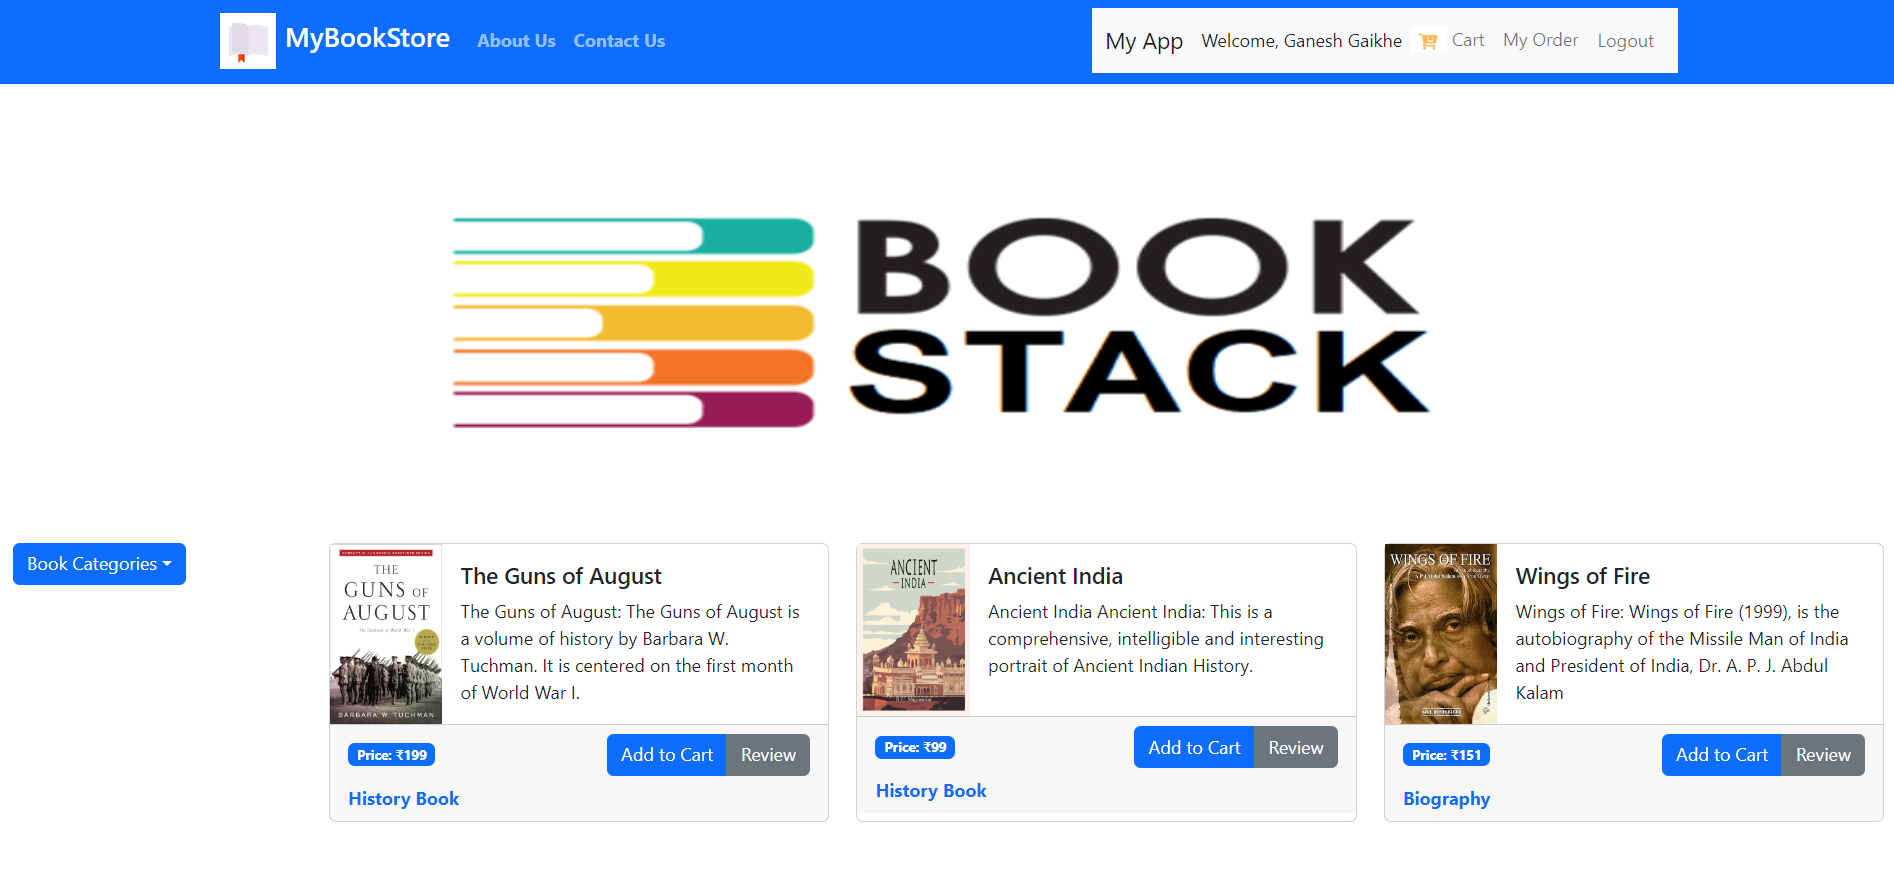 MyBookStore About Us Contact Us My App Welcome, Ganesh Gaikhe Cart My Order Logout
BOOK
STACK
Book Categories
THE
GUNS OF
AUGUST
BARBARA W. TUCHMAN
The Guns of August
The Guns of August: The Guns of August is
a volume of history by Barbara W.
Tuchman. It is centered on the first month
of World War I.
Price: ₹199
Add to Cart Review
History Book
ANCIENT
INDIA
Ancient India
Ancient India Ancient India: This is a
comprehensive, intelligible and interesting
portrait of Ancient Indian History.
Price: ₹99
Add to Cart Review
History Book
WINGS OF FIRE
Wings of Fire
Wings of Fire: Wings of Fire (1999), is the
autobiography of the Missile Man of India
and President of India, Dr. A. P. J. Abdul
Kalam
Price: ₹151
Add to Cart Review
Biography